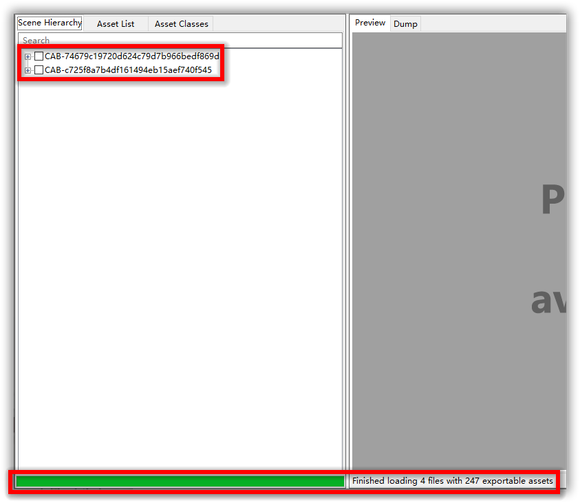 Scene Hierarchy Asset List Asset Classes Preview Dump
Search
CAB-74679c19720d624c79d7b966bedf869d
CAB-c725f8a7b4df161494eb15aef740f545
P
av
Finished loading 4 files with 247 exportable assets